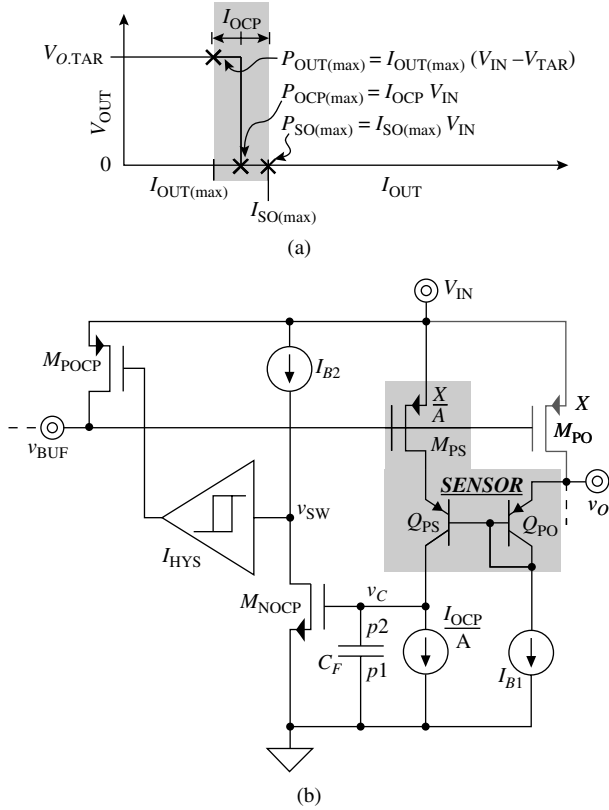 I_OCP
V_O.TAR
P_OUT(max) = I_OUT(max) (V_IN – V_TAR)
P_OCP(max) = I_OCP V_IN
P_SO(max) = I_SO(max) V_IN
V_OUT
0
I_OUT(max)
I_OUT
I_SO(max)
(a)
V_IN
M_POCP
I_B2
X/A
X
M_PS
M_PO
v_BUF
SENSOR
v_O
v_SW
Q_PS
Q_PO
I_HYS
M_NOCP
v_C
I_OCP/A
p2
C_F
p1
I_B1
(b)